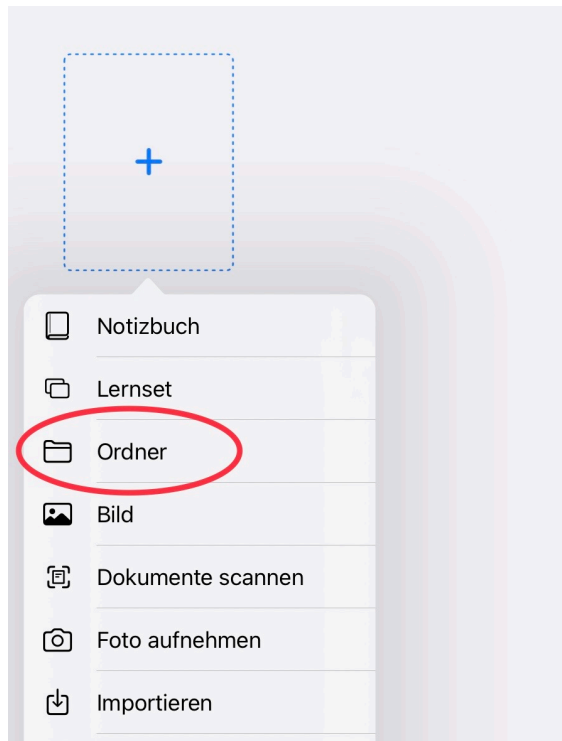 Notizbuch
Lernset
Ordner
Bild
Dokumente scannen
Foto aufnehmen
Importieren